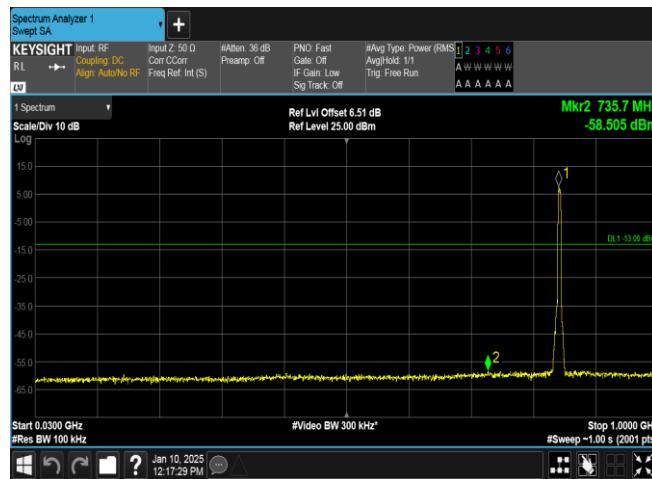 Spectrum Analyzer 1
Swept SA
+
KEYSIGHT Input: RF Input Z: 50 Ω #Atten: 36 dB PNO: Fast #Avg Type: Power (RMS 1 2 3 4 5 6
RL Coupling: DC Corr CCorr Preamp: Off Gate: Off Avg|Hold: 1/1 A W W W W W
Align: Auto/No RF Freq Ref: Int (S) IF Gain: Low Trig: Free Run
LXI Sig Track: Off A A A A A A
1 Spectrum
Scale/Div 10 dB
Ref Lvl Offset 6.51 dB
Ref Level 25.00 dBm
Mkr2 735.7 MH
-58.505 dBm
Log
15.0
5.00
-5.00
-15.0
-25.0
-35.0
-45.0
-55.0
-65.0
1
DL1 -13.00 dB
2
Start 0.0300 GHz #Video BW 300 kHz* Stop 1.0000 GH
#Res BW 100 kHz #Sweep ~1.00 s (2001 pts
? Jan 10, 2025
12:17:29 PM